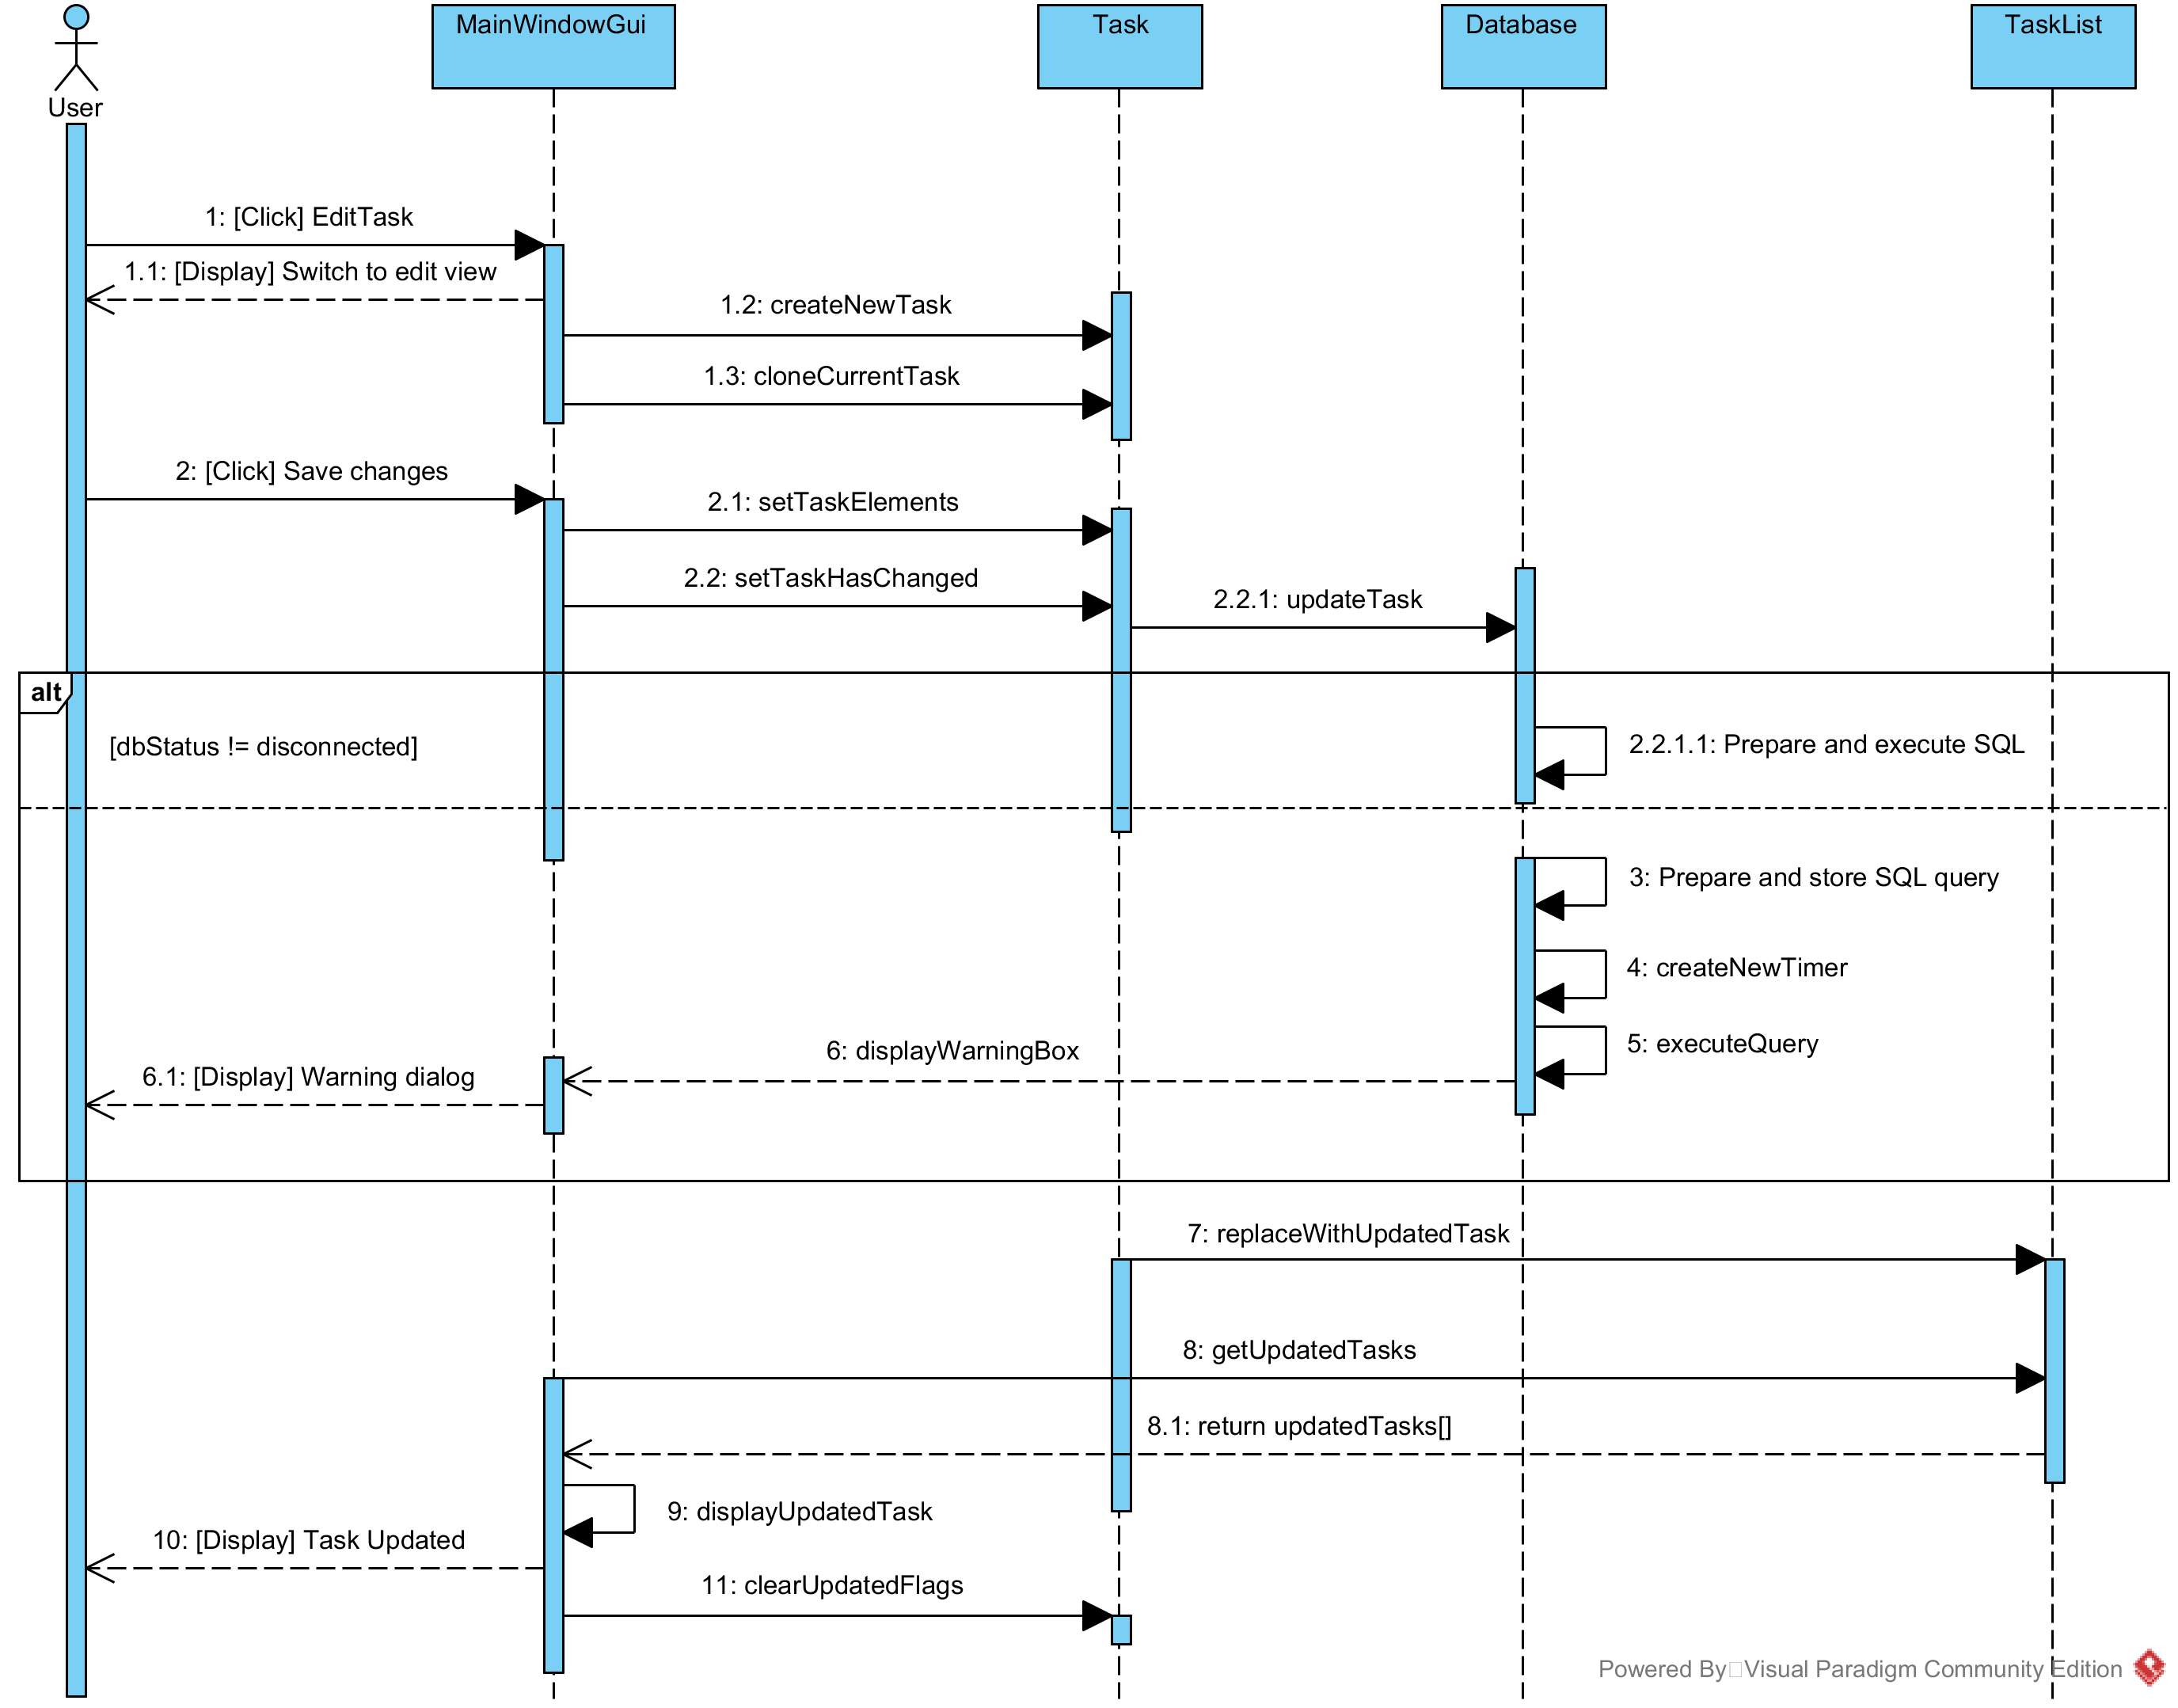 User
MainWindowGui
Task
Database
TaskList
1: [Click] EditTask
1.1: [Display] Switch to edit view
1.2: createNewTask
1.3: cloneCurrentTask
2: [Click] Save changes
2.1: setTaskElements
2.2: setTaskHasChanged
2.2.1: updateTask
alt
[dbStatus != disconnected]
2.2.1.1: Prepare and execute SQL
3: Prepare and store SQL query
4: createNewTimer
5: executeQuery
6: displayWarningBox
6.1: [Display] Warning dialog
7: replaceWithUpdatedTask
8: getUpdatedTasks
8.1: return updatedTasks[]
9: displayUpdatedTask
10: [Display] Task Updated
11: clearUpdatedFlags
Powered By Visual Paradigm Community Edition